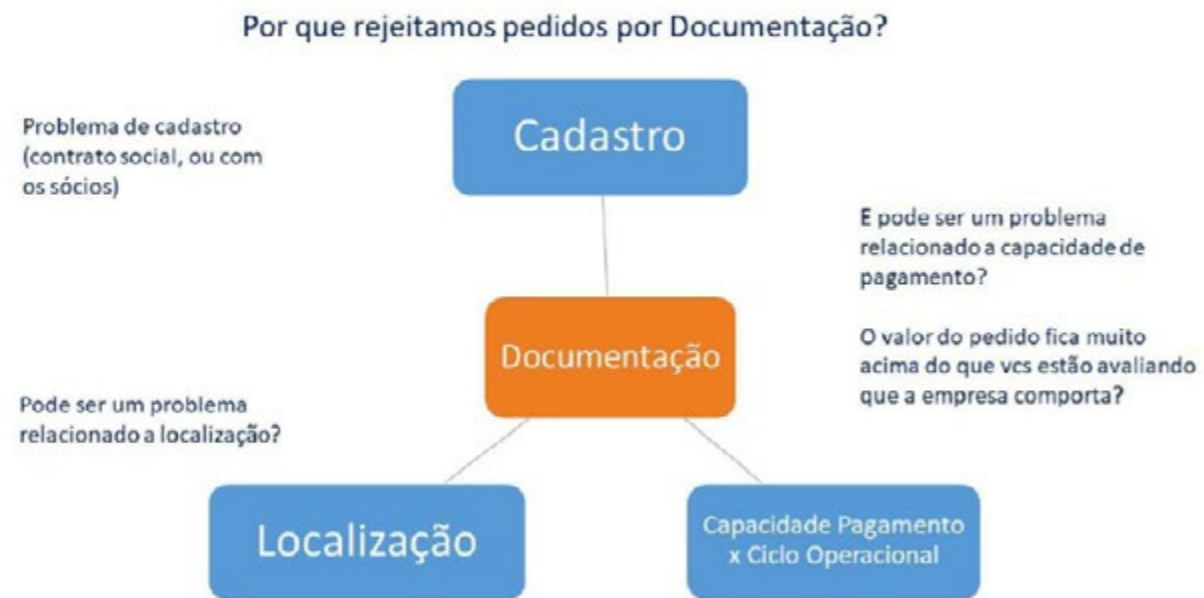 Por que rejeitamos pedidos por Documentação?
Cadastro
Problema de cadastro
(contrato social, ou com
os sócios)
E pode ser um problema
relacionado a capacidade de
pagamento?
O valor do pedido fica muito
acima do que vcs estão avaliando
que a empresa comporta?
Documentação
Pode ser um problema
relacionado a localização?
Localização
Capacidade Pagamento
x Ciclo Operacional